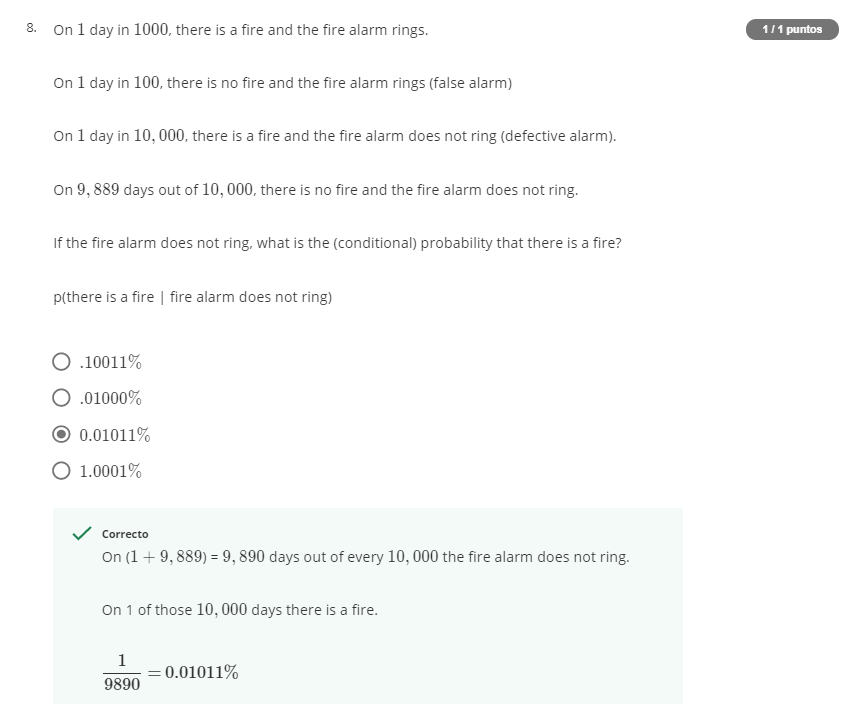 8. On 1 day in 1000, there is a fire and the fire alarm rings.
1 / 1 puntos
On 1 day in 100, there is no fire and the fire alarm rings (false alarm)
On 1 day in 10, 000, there is a fire and the fire alarm does not ring (defective alarm).
On 9, 889 days out of 10, 000, there is no fire and the fire alarm does not ring.
If the fire alarm does not ring, what is the (conditional) probability that there is a fire?
p(there is a fire | fire alarm does not ring)
.10011%
.01000%
0.01011%
1.0001%
Correcto
On (1 + 9, 889) = 9, 890 days out of every 10, 000 the fire alarm does not ring.
On 1 of those 10, 000 days there is a fire.
1
9890
= 0.01011%